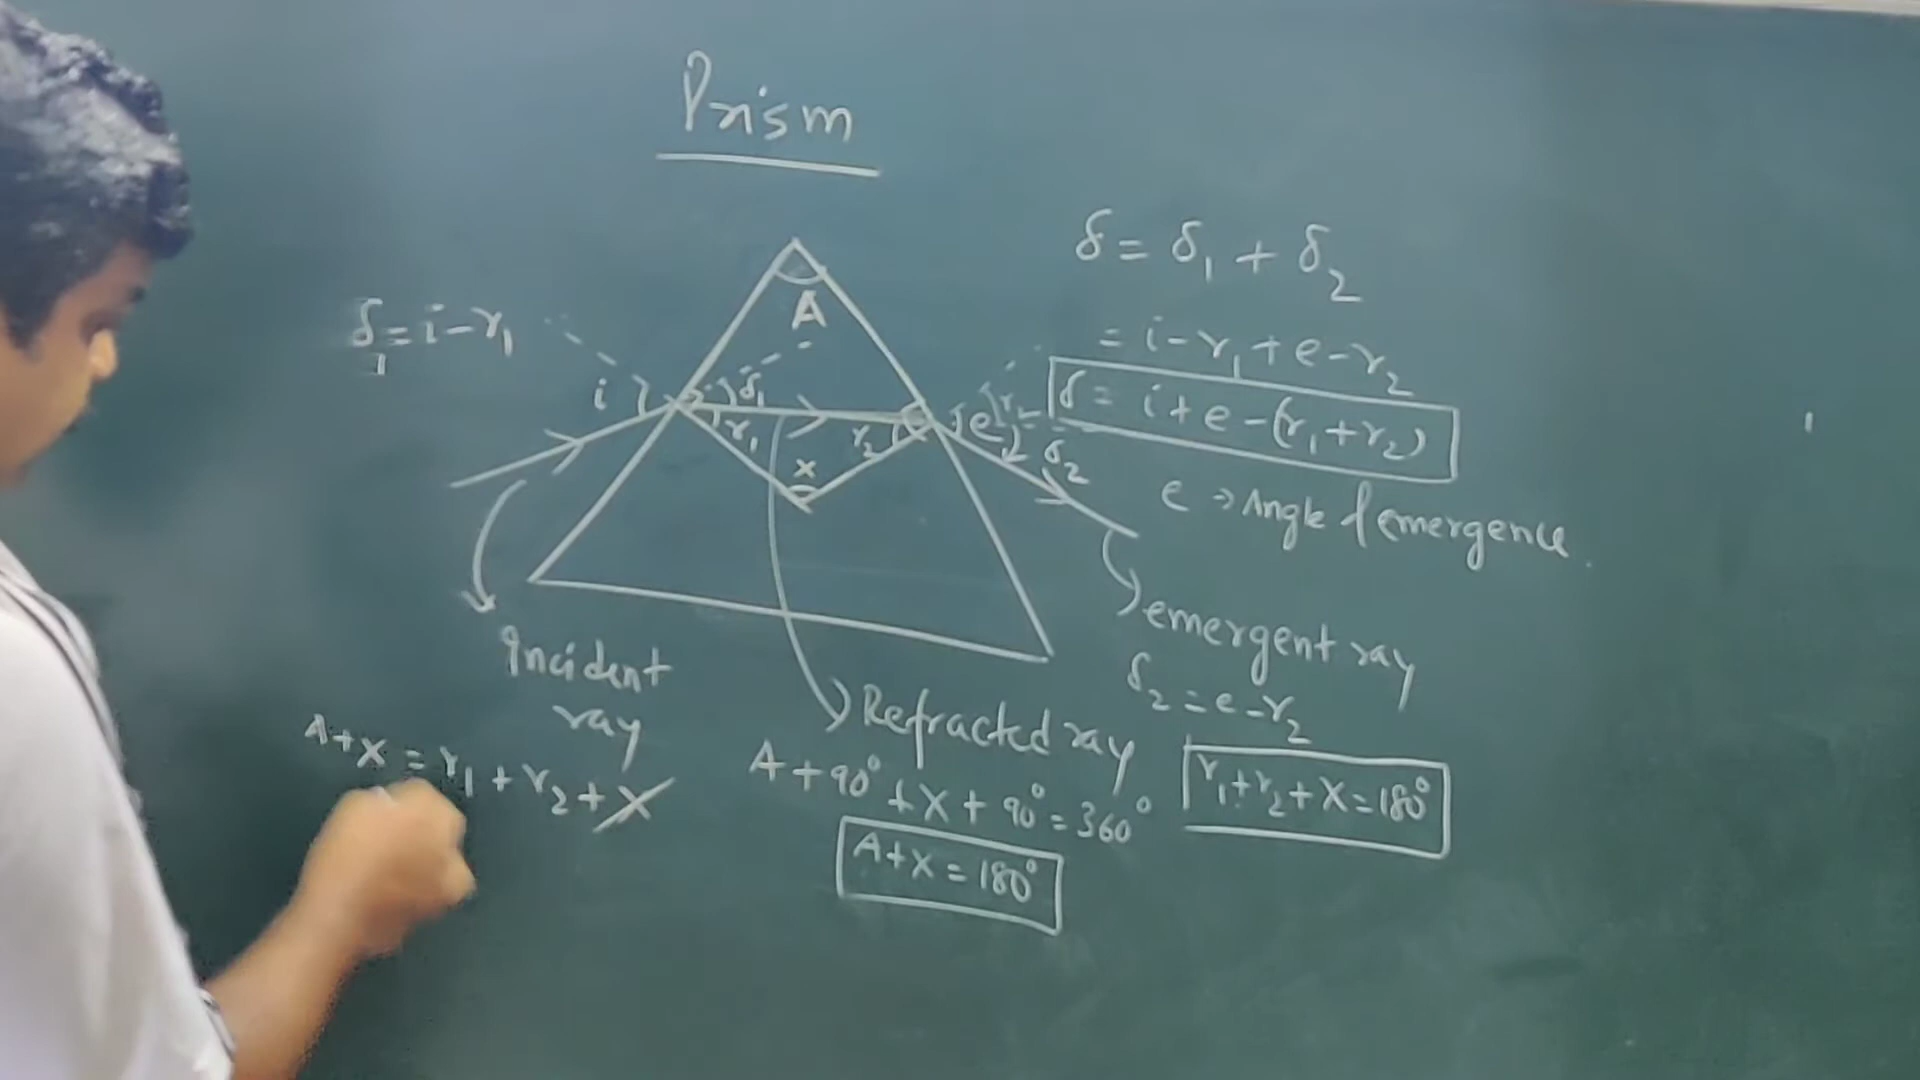 Prism
δ = δ₁ + δ₂
= i - r₁ + e - r₂
δ = i + e - (r₁ + r₂)
e → Angle of emergence
δ₁ = i - r₁
A
i
δ₁
r₁
r₂
x
e
r₂
δ₂
Incident
ray
Refracted ray
emergent ray
δ₂ = e - r₂
r₁ + r₂ + X = 180°
A + 90° + X + 90° = 360°
A + X = 180°
A + X = r₁ + r₂ + X